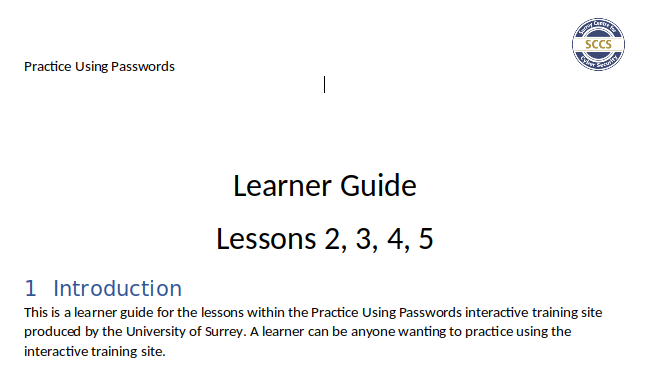 Surrey Centre for
SCCS
Cyber Security
Practice Using Passwords
Learner Guide
Lessons 2, 3, 4, 5
1 Introduction
This is a learner guide for the lessons within the Practice Using Passwords interactive training site
produced by the University of Surrey. A learner can be anyone wanting to practice using the
interactive training site.